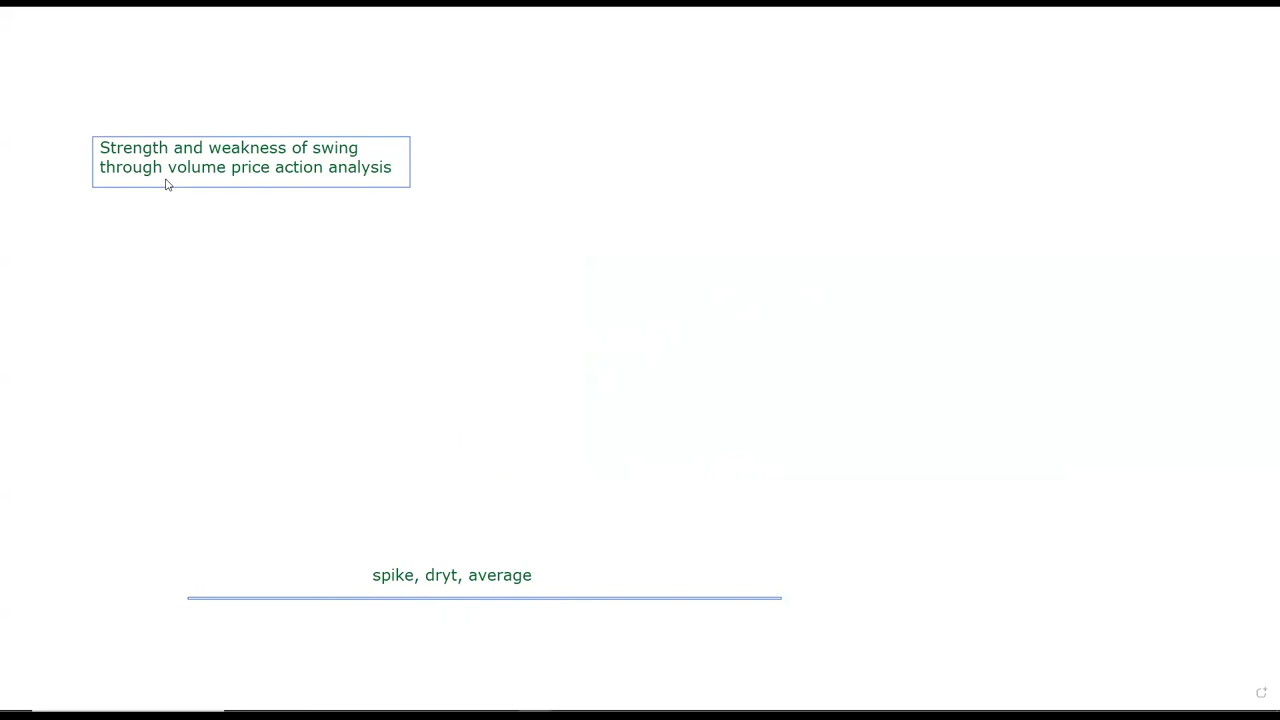 Strength and weakness of swing
through volume price action analysis
spike, dryt, average